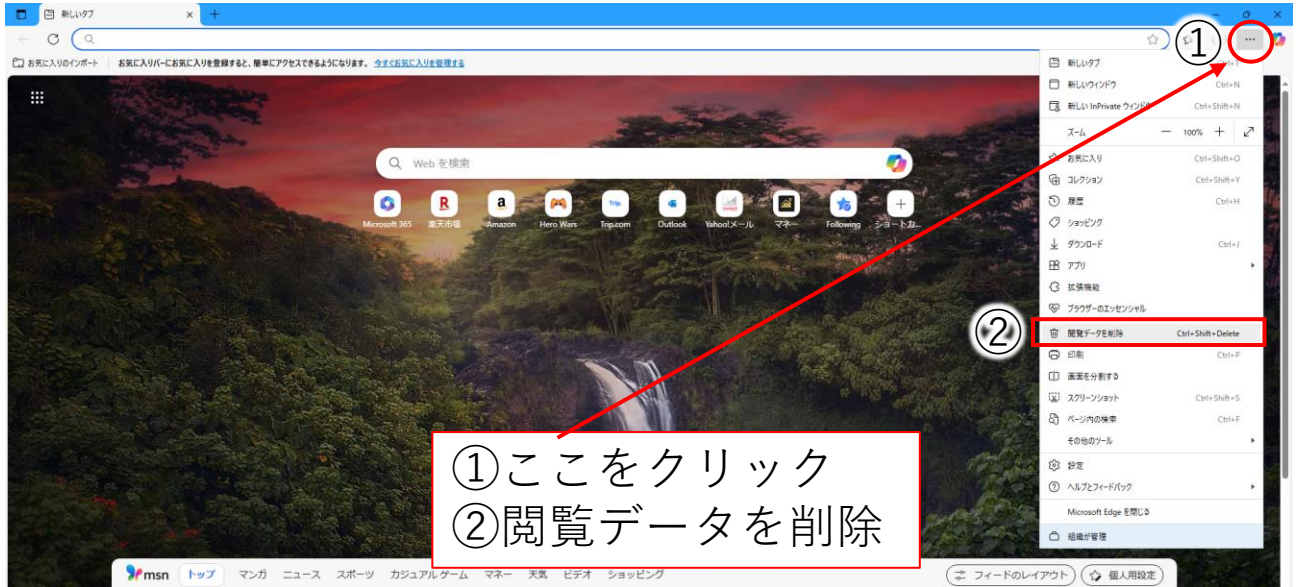 新しいタブ
①
お気に入りのインポート お気に入りバーにお気に入りを登録すると、簡単にアクセスできるようになります。 今すぐお気に入りを管理する
新しいタブ Ctrl+T
新しいウィンドウ Ctrl+N
新しい InPrivate ウィンドウ Ctrl+Shift+N
ズーム 100%
お気に入り Ctrl+Shift+O
コレクション Ctrl+Shift+Y
履歴 Ctrl+H
ショッピング
ダウンロード Ctrl+J
アプリ
拡張機能
ブラウザーのエッセンシャル
② 閲覧データを削除 Ctrl+Shift+Delete
印刷 Ctrl+P
画面を分割する
スクリーンショット Ctrl+Shift+S
ページ内の検索 Ctrl+F
その他のツール
設定
ヘルプとフィードバック
Microsoft Edge を閉じる
組織が管理
Web を検索
Microsoft 365 楽天市場 Amazon Hero Wars Trip.com Outlook Yahoo!メール マネー Following ショートカ...
①ここをクリック
②閲覧データを削除
msn トップ マンガ ニュース スポーツ カジュアル ゲーム マネー 天気 ビデオ ショッピング
フィードのレイアウト 個人用設定